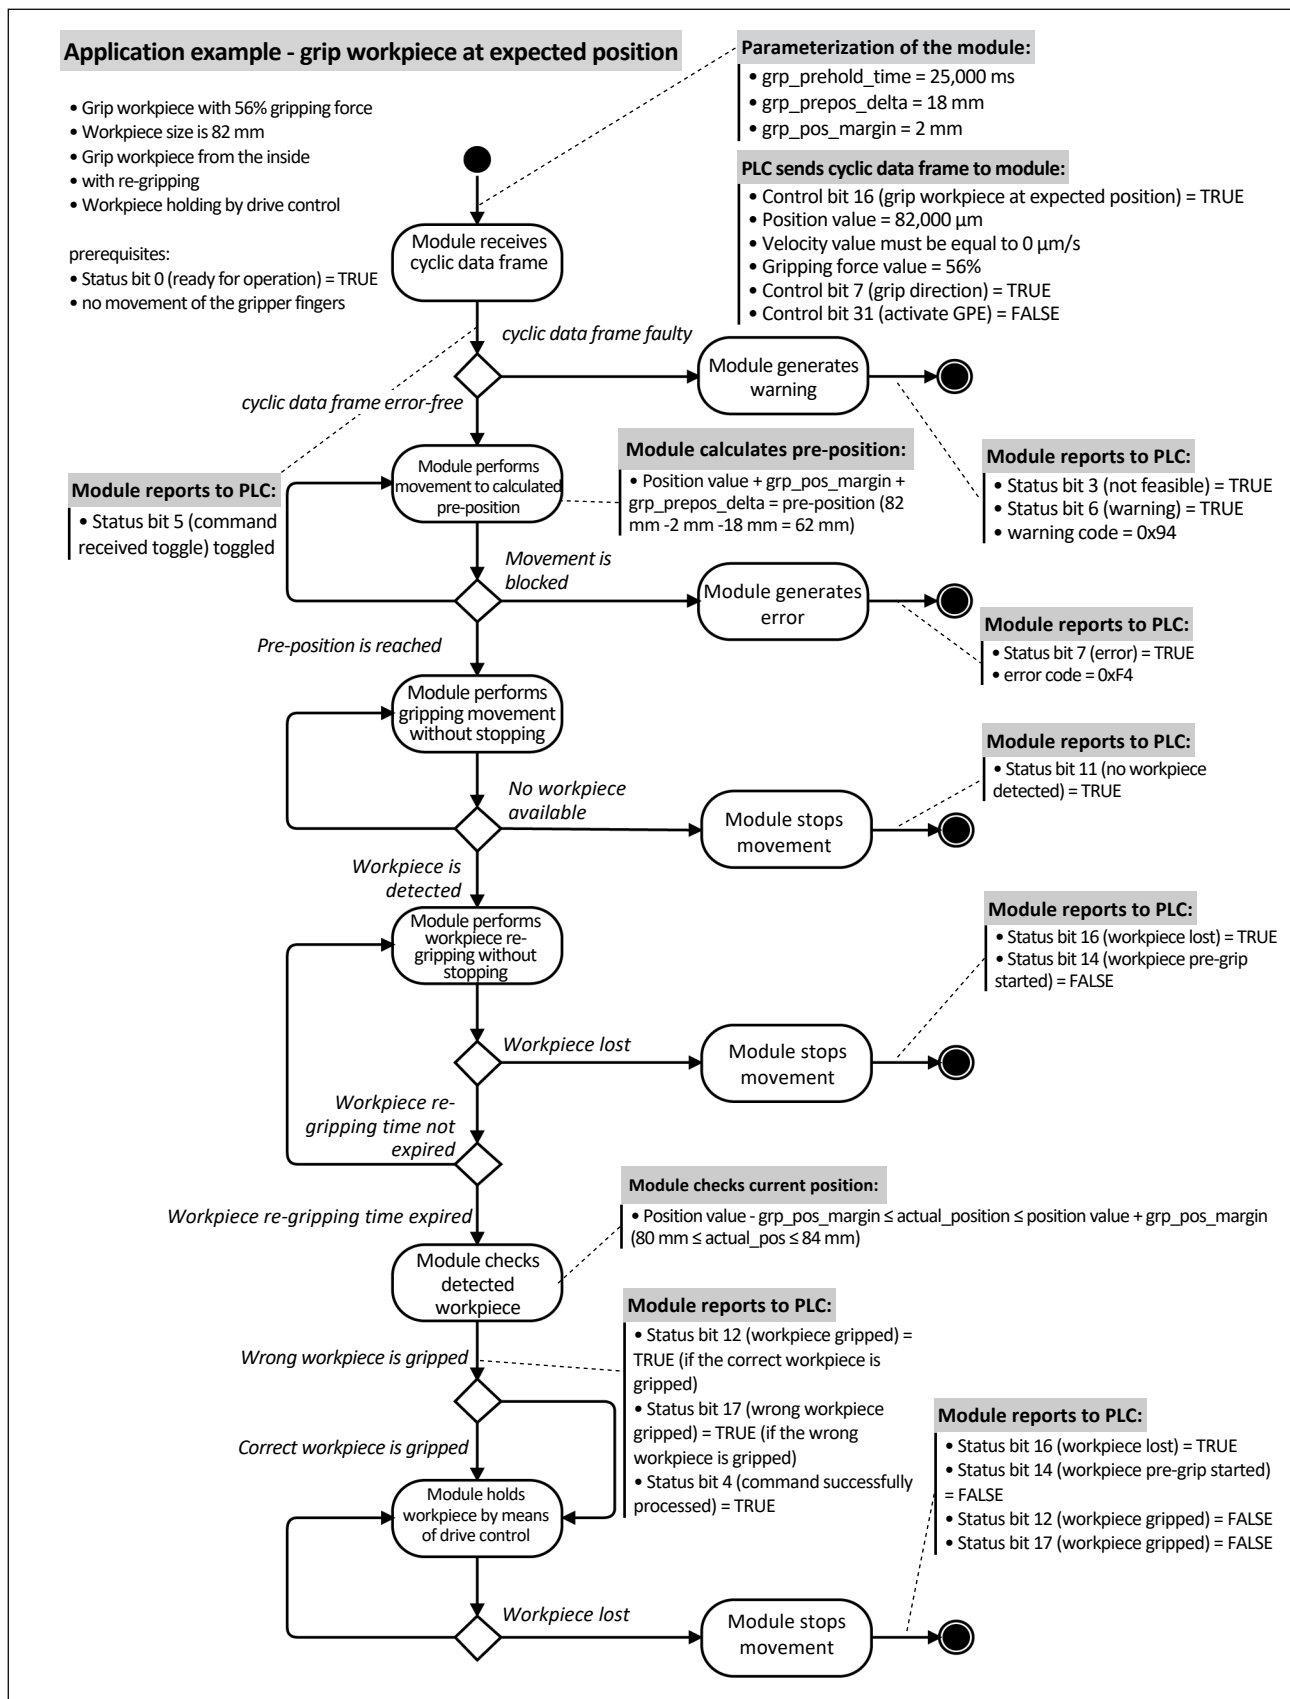 Application example - grip workpiece at expected position
• Grip workpiece with 56% gripping force
• Workpiece size is 82 mm
• Grip workpiece from the inside
• with re-gripping
• Workpiece holding by drive control
prerequisites:
• Status bit 0 (ready for operation) = TRUE
• no movement of the gripper fingers
Parameterization of the module:
• grp_prehold_time = 25,000 ms
• grp_prepos_delta = 18 mm
• grp_pos_margin = 2 mm
PLC sends cyclic data frame to module:
• Control bit 16 (grip workpiece at expected position) = TRUE
• Position value = 82,000 µm
• Velocity value must be equal to 0 µm/s
• Gripping force value = 56%
• Control bit 7 (grip direction) = TRUE
• Control bit 31 (activate GPE) = FALSE
Module receives
cyclic data frame
cyclic data frame faulty
Module generates
warning
cyclic data frame error-free
Module reports to PLC:
• Status bit 3 (not feasible) = TRUE
• Status bit 6 (warning) = TRUE
• warning code = 0x94
Module reports to PLC:
• Status bit 5 (command
received toggle) toggled
Module performs
movement to calculated
pre-position
Module calculates pre-position:
• Position value + grp_pos_margin +
grp_prepos_delta = pre-position (82
mm -2 mm -18 mm = 62 mm)
Movement is
blocked
Module generates
error
Module reports to PLC:
• Status bit 7 (error) = TRUE
• error code = 0xF4
Pre-position is reached
Module performs
gripping movement
without stopping
No workpiece
available
Module stops
movement
Module reports to PLC:
• Status bit 11 (no workpiece
detected) = TRUE
Workpiece is
detected
Module performs
workpiece re-
gripping without
stopping
Workpiece lost
Module stops
movement
Module reports to PLC:
• Status bit 16 (workpiece lost) = TRUE
• Status bit 14 (workpiece pre-grip
started) = FALSE
Workpiece re-
gripping time not
expired
Workpiece re-gripping time expired
Module checks
detected
workpiece
Module checks current position:
• Position value - grp_pos_margin ≤ actual_position ≤ position value + grp_pos_margin
(80 mm ≤ actual_pos ≤ 84 mm)
Wrong workpiece is gripped
Module reports to PLC:
• Status bit 12 (workpiece gripped) =
TRUE (if the correct workpiece is
gripped)
• Status bit 17 (wrong workpiece
gripped) = TRUE (if the wrong
workpiece is gripped)
• Status bit 4 (command successfully
processed) = TRUE
Correct workpiece is gripped
Module holds
workpiece by means
of drive control
Workpiece lost
Module stops
movement
Module reports to PLC:
• Status bit 16 (workpiece lost) = TRUE
• Status bit 14 (workpiece pre-grip started)
= FALSE
• Status bit 12 (workpiece gripped) = FALSE
• Status bit 17 (workpiece gripped) = FALSE